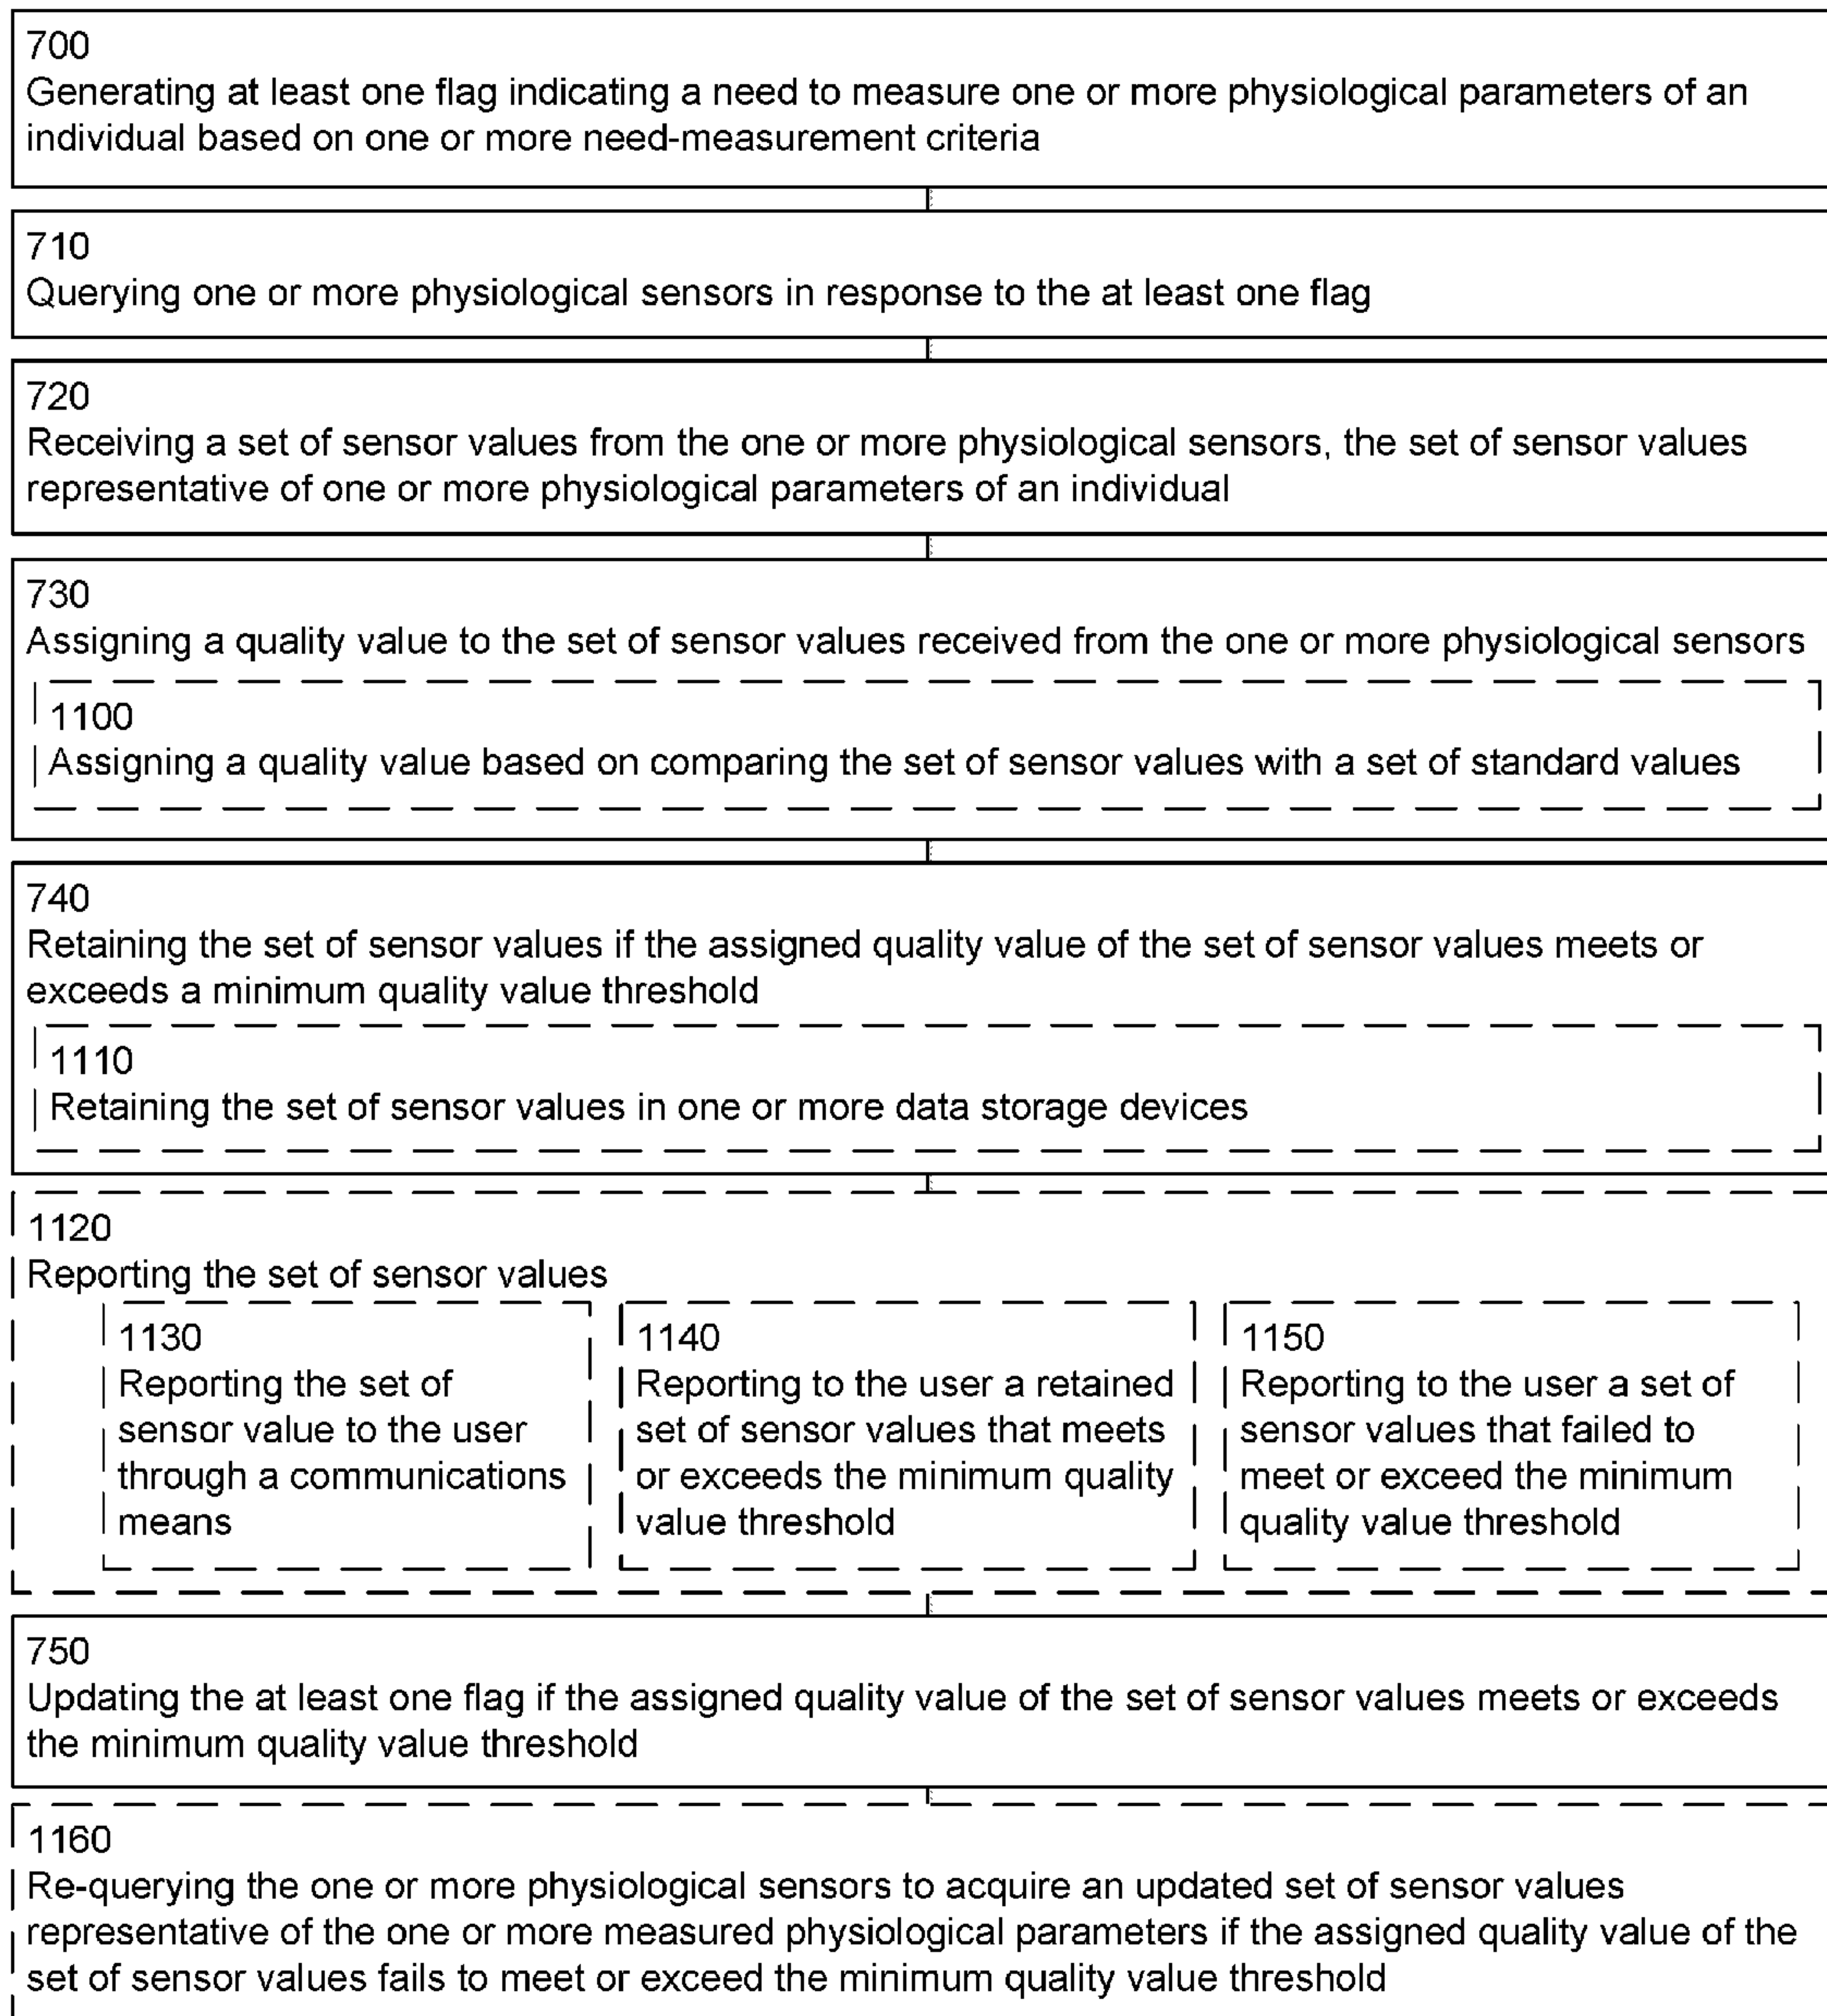 700
Generating at least one flag indicating a need to measure one or more physiological parameters of an
individual based on one or more need-measurement criteria
710
Querying one or more physiological sensors in response to the at least one flag
720
Receiving a set of sensor values from the one or more physiological sensors, the set of sensor values
representative of one or more physiological parameters of an individual
730
Assigning a quality value to the set of sensor values received from the one or more physiological sensors
1100
Assigning a quality value based on comparing the set of sensor values with a set of standard values
740
Retaining the set of sensor values if the assigned quality value of the set of sensor values meets or
exceeds a minimum quality value threshold
1110
Retaining the set of sensor values in one or more data storage devices
1120
Reporting the set of sensor values
1130
Reporting the set of
sensor value to the user
through a communications
means
1140
Reporting to the user a retained
set of sensor values that meets
or exceeds the minimum quality
value threshold
1150
Reporting to the user a set of
sensor values that failed to
meet or exceed the minimum
quality value threshold
750
Updating the at least one flag if the assigned quality value of the set of sensor values meets or exceeds
the minimum quality value threshold
1160
Re-querying the one or more physiological sensors to acquire an updated set of sensor values
representative of the one or more measured physiological parameters if the assigned quality value of the
set of sensor values fails to meet or exceed the minimum quality value threshold